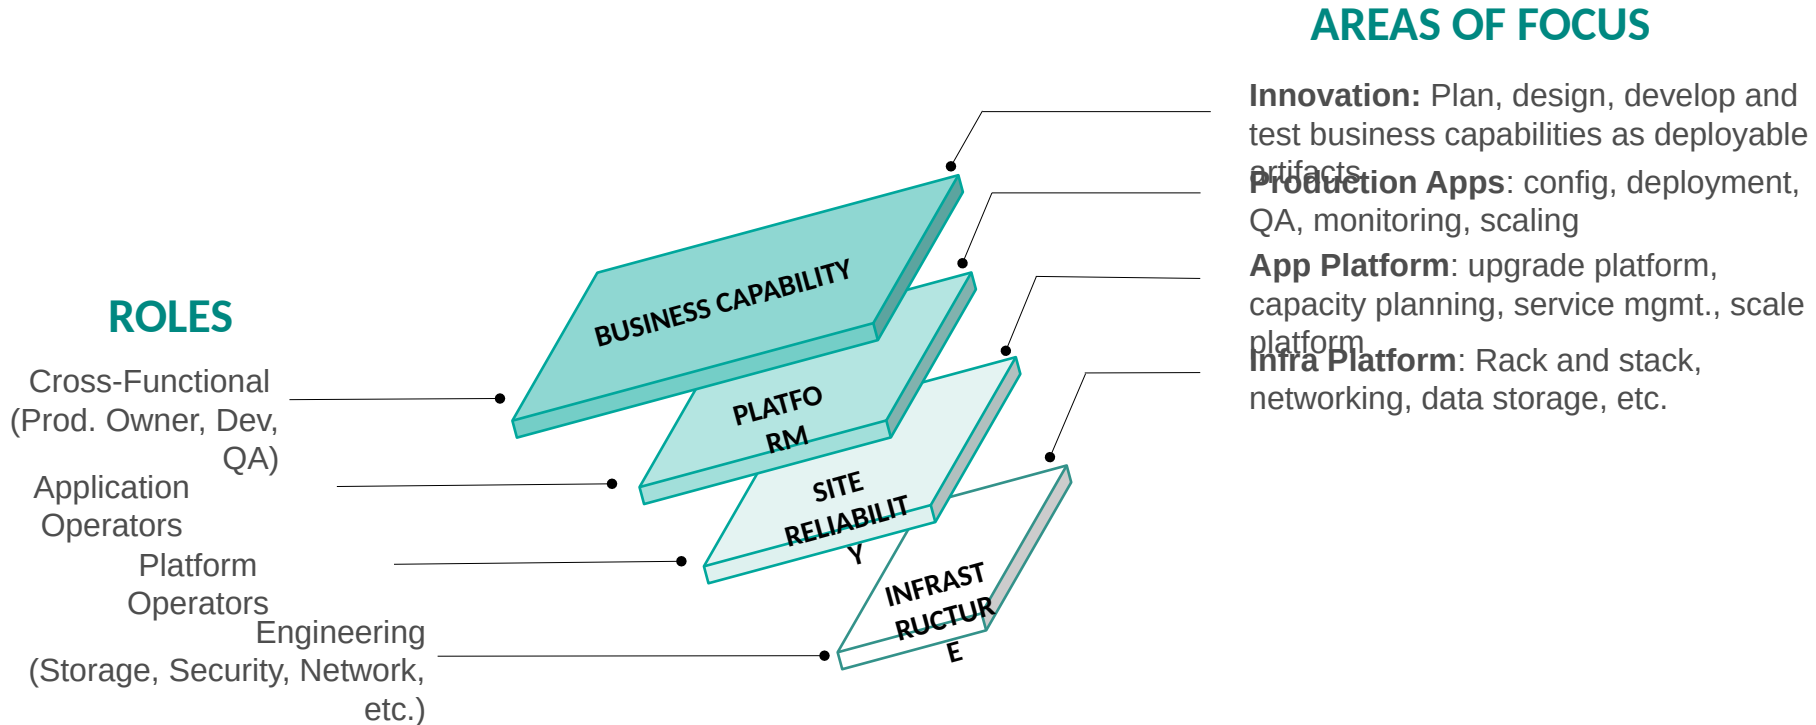 AREAS OF FOCUS
Innovation: Plan, design, develop and
test business capabilities as deployable
artifacts
Production Apps: config, deployment,
QA, monitoring, scaling
App Platform: upgrade platform,
capacity planning, service mgmt., scale
platform
Infra Platform: Rack and stack,
networking, data storage, etc.
BUSINESS CAPABILITY
PLATFO
RM
SITE
RELIABILIT
Y
INFRAST
RUCTUR
E
ROLES
Cross-Functional
(Prod. Owner, Dev,
QA)
Application
Operators
Platform
Operators
Engineering
(Storage, Security, Network,
etc.)